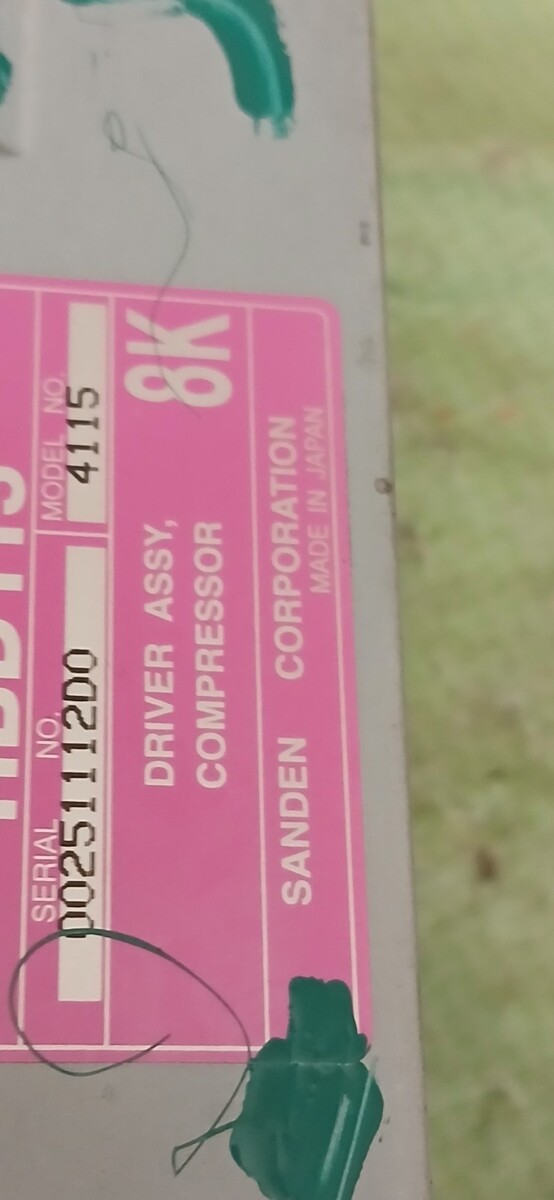 SERIAL NO. MODEL NO.
00251112D0 4115
DRIVER ASSY,
COMPRESSOR
8K
SANDEN CORPORATION
MADE IN JAPAN